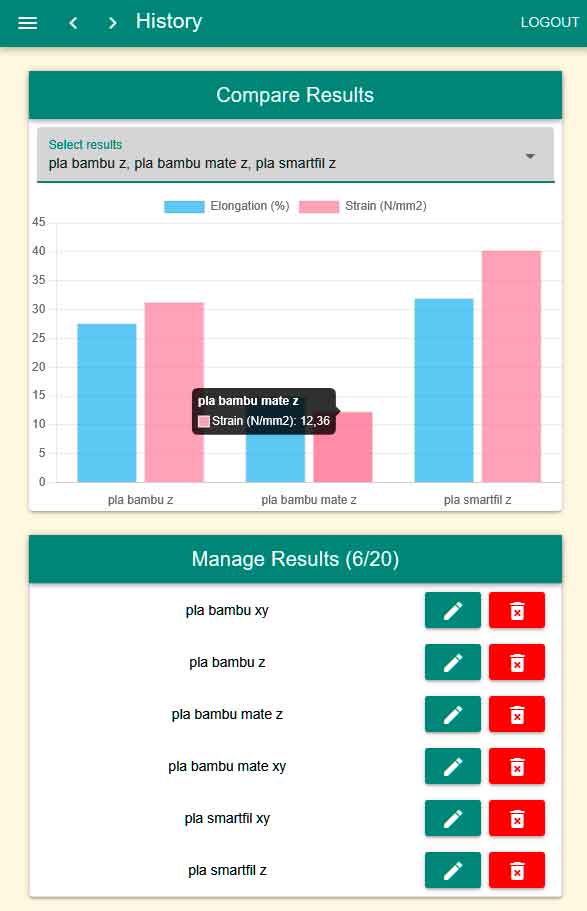 History
LOGOUT
Compare Results
Select results
pla bambu z, pla bambu mate z, pla smartfil z
Elongation (%)
Strain (N/mm2)
45
40
35
30
25
20
15
10
5
0
pla bambu mate z
Strain (N/mm2): 12,36
pla bambu z
pla bambu mate z
pla smartfil z
Manage Results (6/20)
pla bambu xy
pla bambu z
pla bambu mate z
pla bambu mate xy
pla smartfil xy
pla smartfil z